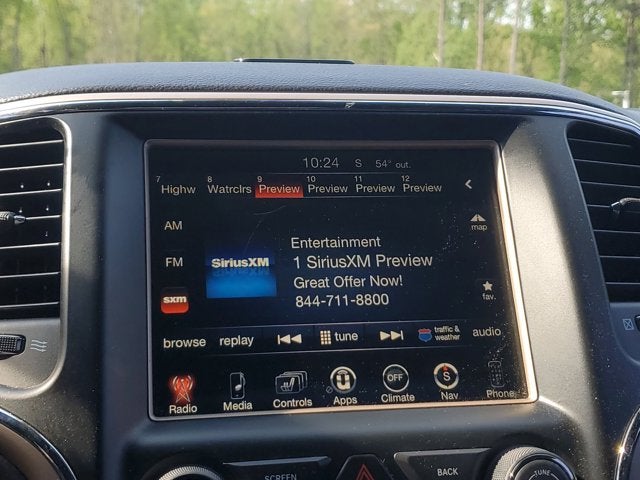 10:24 S 54° out.
7 8 9 10 11 12
Highw Watrclrs Preview Preview Preview Preview
AM
map
Entertainment
FM
SiriusXM
1 SiriusXM Preview
Great Offer Now!
fav.
sxm
844-711-8800
browse replay tune traffic & weather audio
OFF S
Radio Media Controls Apps Climate Nav Phone
SCREEN BACK
TUNE